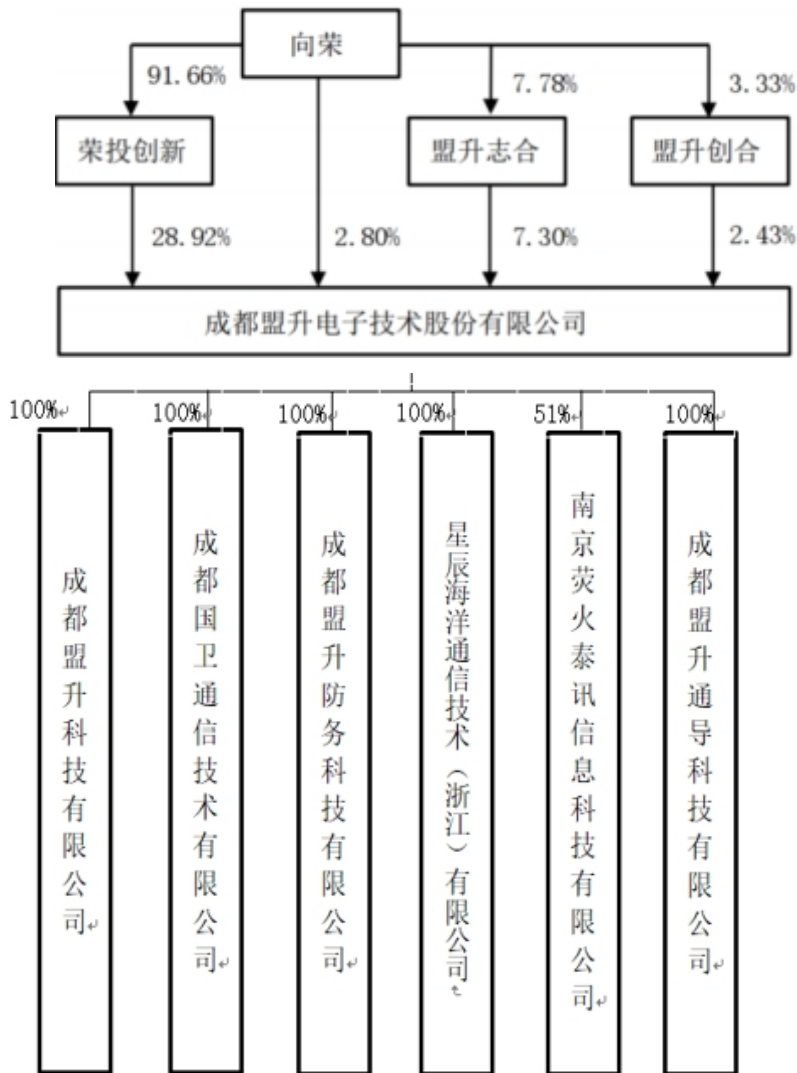 向荣
91.66%
7.78%
3.33%
荣投创新
盟升志合
盟升创合
28.92%
2.80%
7.30%
2.43%
成都盟升电子技术股份有限公司
100%
100%
100%
100%
51%
100%
成都盟升科技有限公司
成都国卫通信技术有限公司
成都盟升防务科技有限公司
星辰海洋通信技术（浙江）有限公司
南京荧火泰讯信息科技有限公司
成都盟升通导科技有限公司